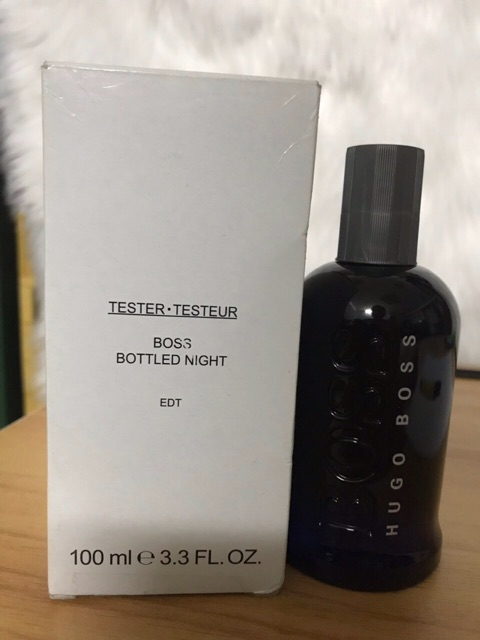 TESTER·TESTEUR
BOSS
BOTTLED NIGHT
EDT
100 ml ℮ 3.3 FL. OZ.
BOSS
HUGO BOSS